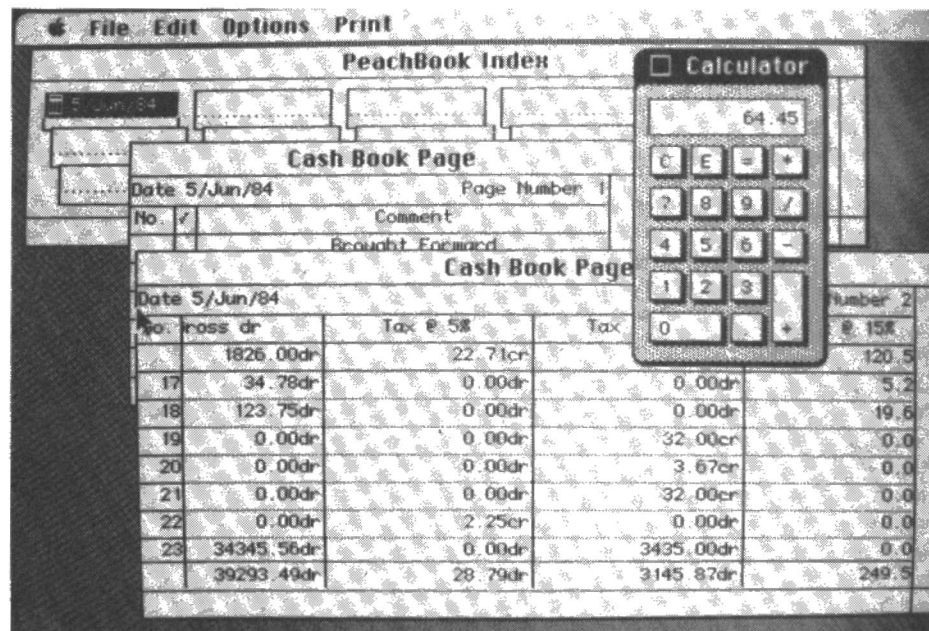 File Edit Options Print
PeachBook Index
5/Jun/84
Calculator
64.45
C E = *
7 8 9 /
4 5 6 -
1 2 3
0 . +
Cash Book Page
Date 5/Jun/84 Page Number 1
No. ✓ Comment
Brought Forward
Cash Book Page
Date 5/Jun/84 Number 2
No. ross dr Tax @ 5% Tax @ 15%
1826.00dr 22.71cr 120.5
17 34.78dr 0.00dr 0.00dr 5.2
18 123.75dr 0.00dr 0.00dr 19.6
19 0.00dr 0.00dr 32.00cr 0.0
20 0.00dr 0.00dr 3.67cr 0.0
21 0.00dr 0.00dr 32.00cr 0.0
22 0.00dr 2.25cr 0.00dr 0.0
23 34345.56dr 0.00dr 3435.00dr 0.0
39293.49dr 28.79dr 3145.87dr 249.5